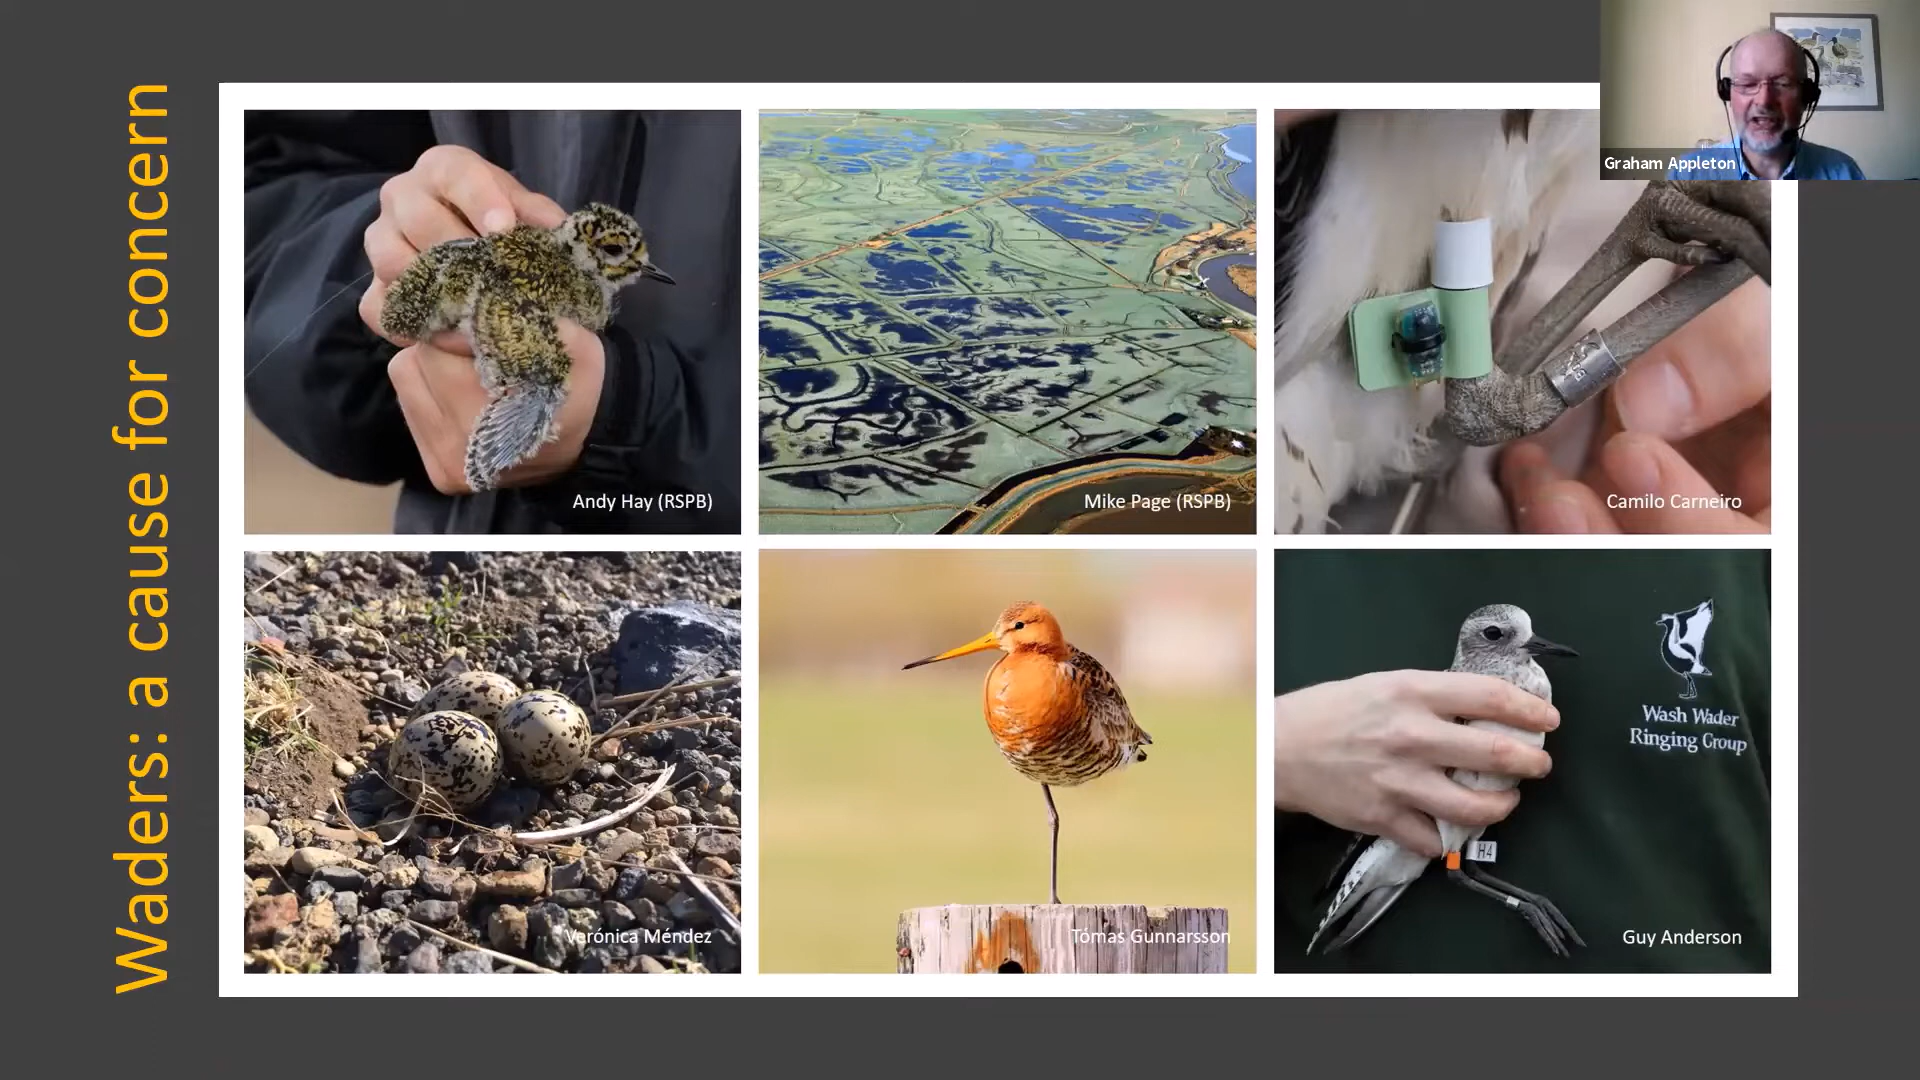 Waders: a cause for concern
Graham Appleton
Andy Hay (RSPB)
Mike Page (RSPB)
Camilo Carneiro
Wash Wader
Ringing Group
H4
Verónica Méndez
Tómas Gunnarsson
Guy Anderson